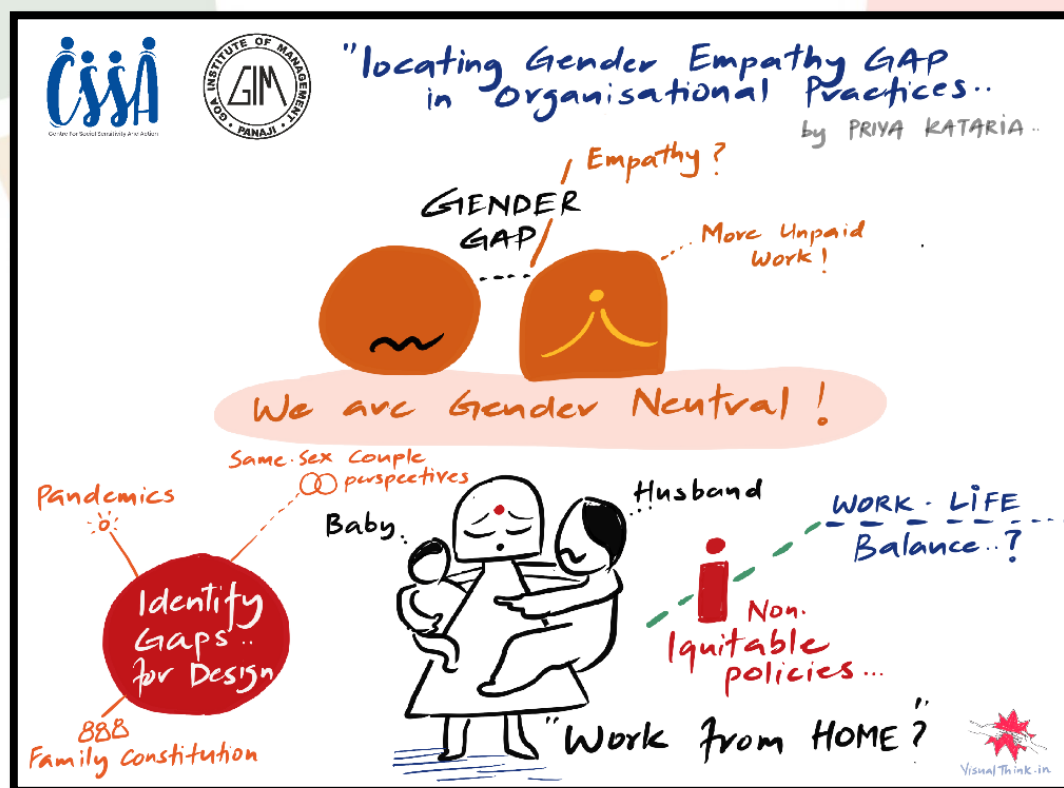 CSSA
Centre For Social Sensitivity And Action
GOA INSTITUTE OF MANAGEMENT
GIM
• PANAJI •
"locating Gender Empathy GAP
in Organisational Practices..
by PRIYA KATARIA..
Empathy?
GENDER
GAP
More Unpaid
Work!
We are Gender Neutral!
Same-Sex Couple
perspectives
Pandemics
Baby..
Husband
WORK-LIFE
Balance..?
Identify
Gaps..
for Design
Non-
Iquitable
policies...
Family Constitution
"Work from HOME"?
VisualThink.in